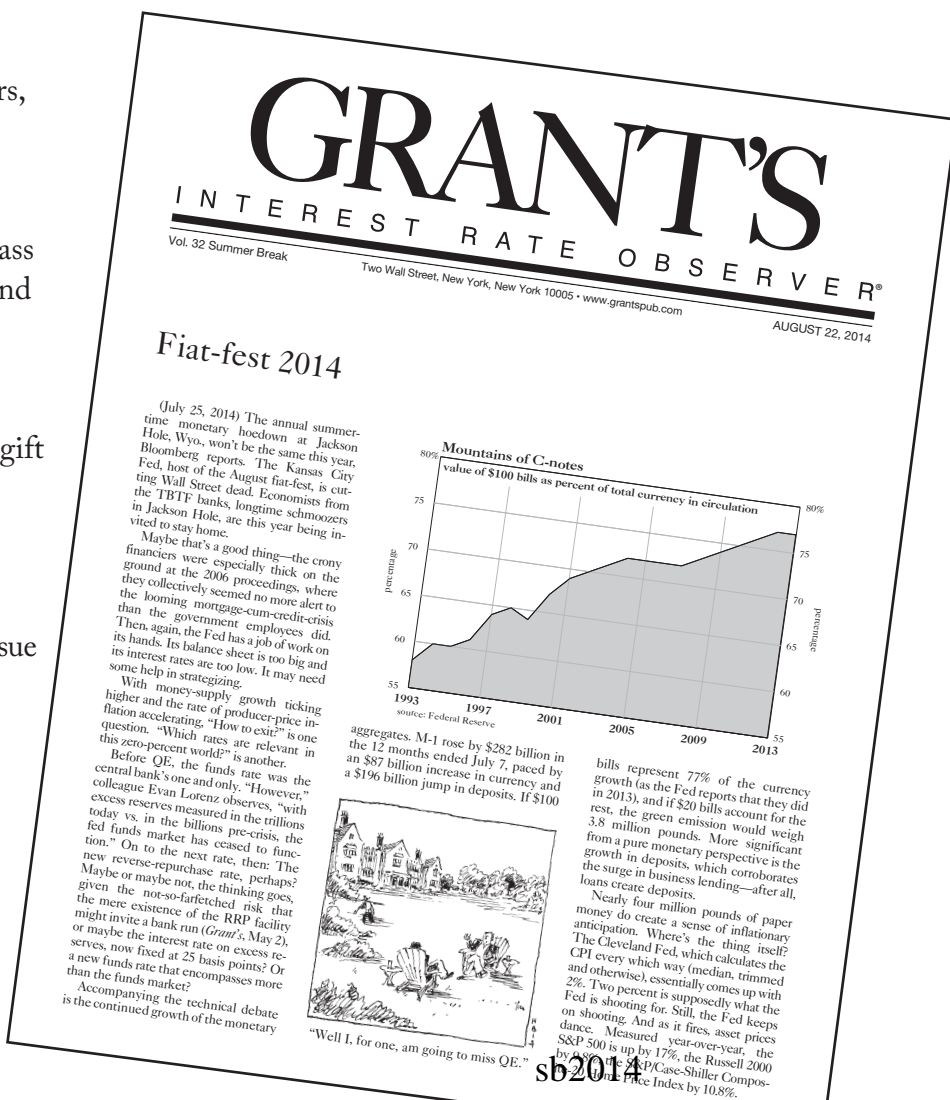 rs,
ass
nd
gift
sue
GRANT'S
INTEREST RATE OBSERVER®
Vol. 32 Summer Break
Two Wall Street, New York, New York 10005 • www.grantspub.com
AUGUST 22, 2014
Fiat-fest 2014
(July 25, 2014) The annual summer-
time monetary hoedown at Jackson
Hole, Wyo., won't be the same this year,
Bloomberg reports. The Kansas City
Fed, host of the August fiat-fest, is cut-
ting Wall Street dead. Economists from
the TBTF banks, longtime schmoozers
in Jackson Hole, are this year being in-
vited to stay home.
Maybe that's a good thing—the crony
financiers were especially thick on the
ground at the 2006 proceedings, where
they collectively seemed no more alert to
the looming mortgage-cum-credit-crisis
than the government employees did.
Then, again, the Fed has a job of work on
its hands. Its balance sheet is too big and
its interest rates are too low. It may need
some help in strategizing.
With money-supply growth ticking
higher and the rate of producer-price in-
flation accelerating, "How to exit?" is one
question. "Which rates are relevant in
this zero-percent world?" is another.
Before QE, the funds rate was the
central bank's one and only. "However,"
colleague Evan Lorenz observes, "with
excess reserves measured in the trillions
today vs. in the billions pre-crisis, the
fed funds market has ceased to func-
tion." On to the next rate, then: The
new reverse-repurchase rate, perhaps?
Maybe or maybe not, the thinking goes,
given the not-so-farfetched risk that
the mere existence of the RRP facility
might invite a bank run (Grant's, May 2),
or maybe the interest rate on excess re-
serves, now fixed at 25 basis points? Or
a new funds rate that encompasses more
than the funds market?
Accompanying the technical debate
is the continued growth of the monetary
Mountains of C-notes
value of $100 bills as percent of total currency in circulation
80%
75
70
65
60
55
percentage
80%
75
70
65
60
55
percentage
1993
1997
2001
2005
2009
2013
source: Federal Reserve
aggregates. M-1 rose by $282 billion in
the 12 months ended July 7, paced by
an $87 billion increase in currency and
a $196 billion jump in deposits. If $100
"Well I, for one, am going to miss QE."
bills represent 77% of the currency
growth (as the Fed reports that they did
in 2013), and if $20 bills account for the
rest, the green emission would weigh
3.8 million pounds. More significant
from a pure monetary perspective is the
growth in deposits, which corroborates
the surge in business lending—after all,
loans create deposits.
Nearly four million pounds of paper
money do create a sense of inflationary
anticipation. Where's the thing itself?
The Cleveland Fed, which calculates the
CPI every which way (median, trimmed
and otherwise), essentially comes up with
2%. Two percent is supposedly what the
Fed is shooting for. Still, the Fed keeps
on shooting. And as it fires, asset prices
dance. Measured year-over-year, the
S&P 500 is up by 17%, the Russell 2000
by 9.8%, the S&P/Case-Shiller Compos-
Home Price Index by 10.8%.
sb2014